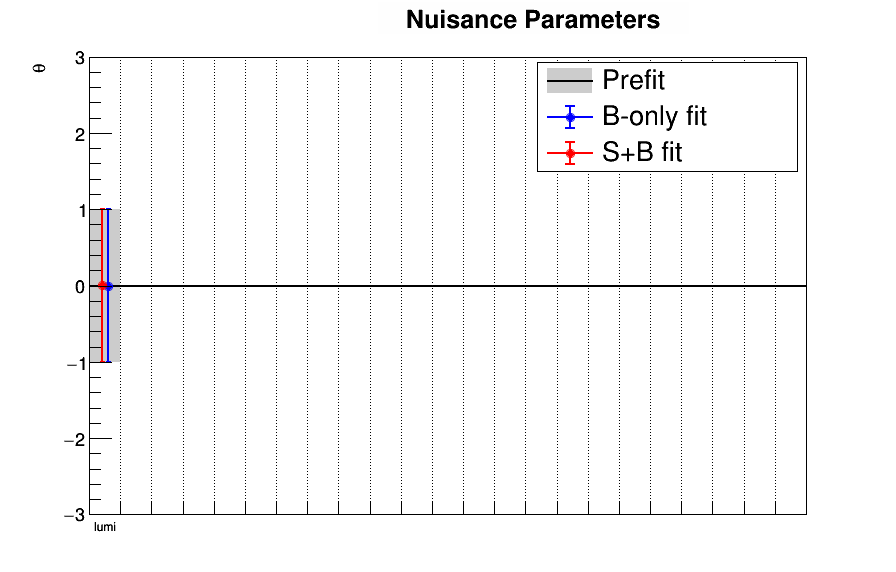 Nuisance Parameters
θ
3
2
1
0
−1
−2
−3
Prefit
B-only fit
S+B fit
lumi